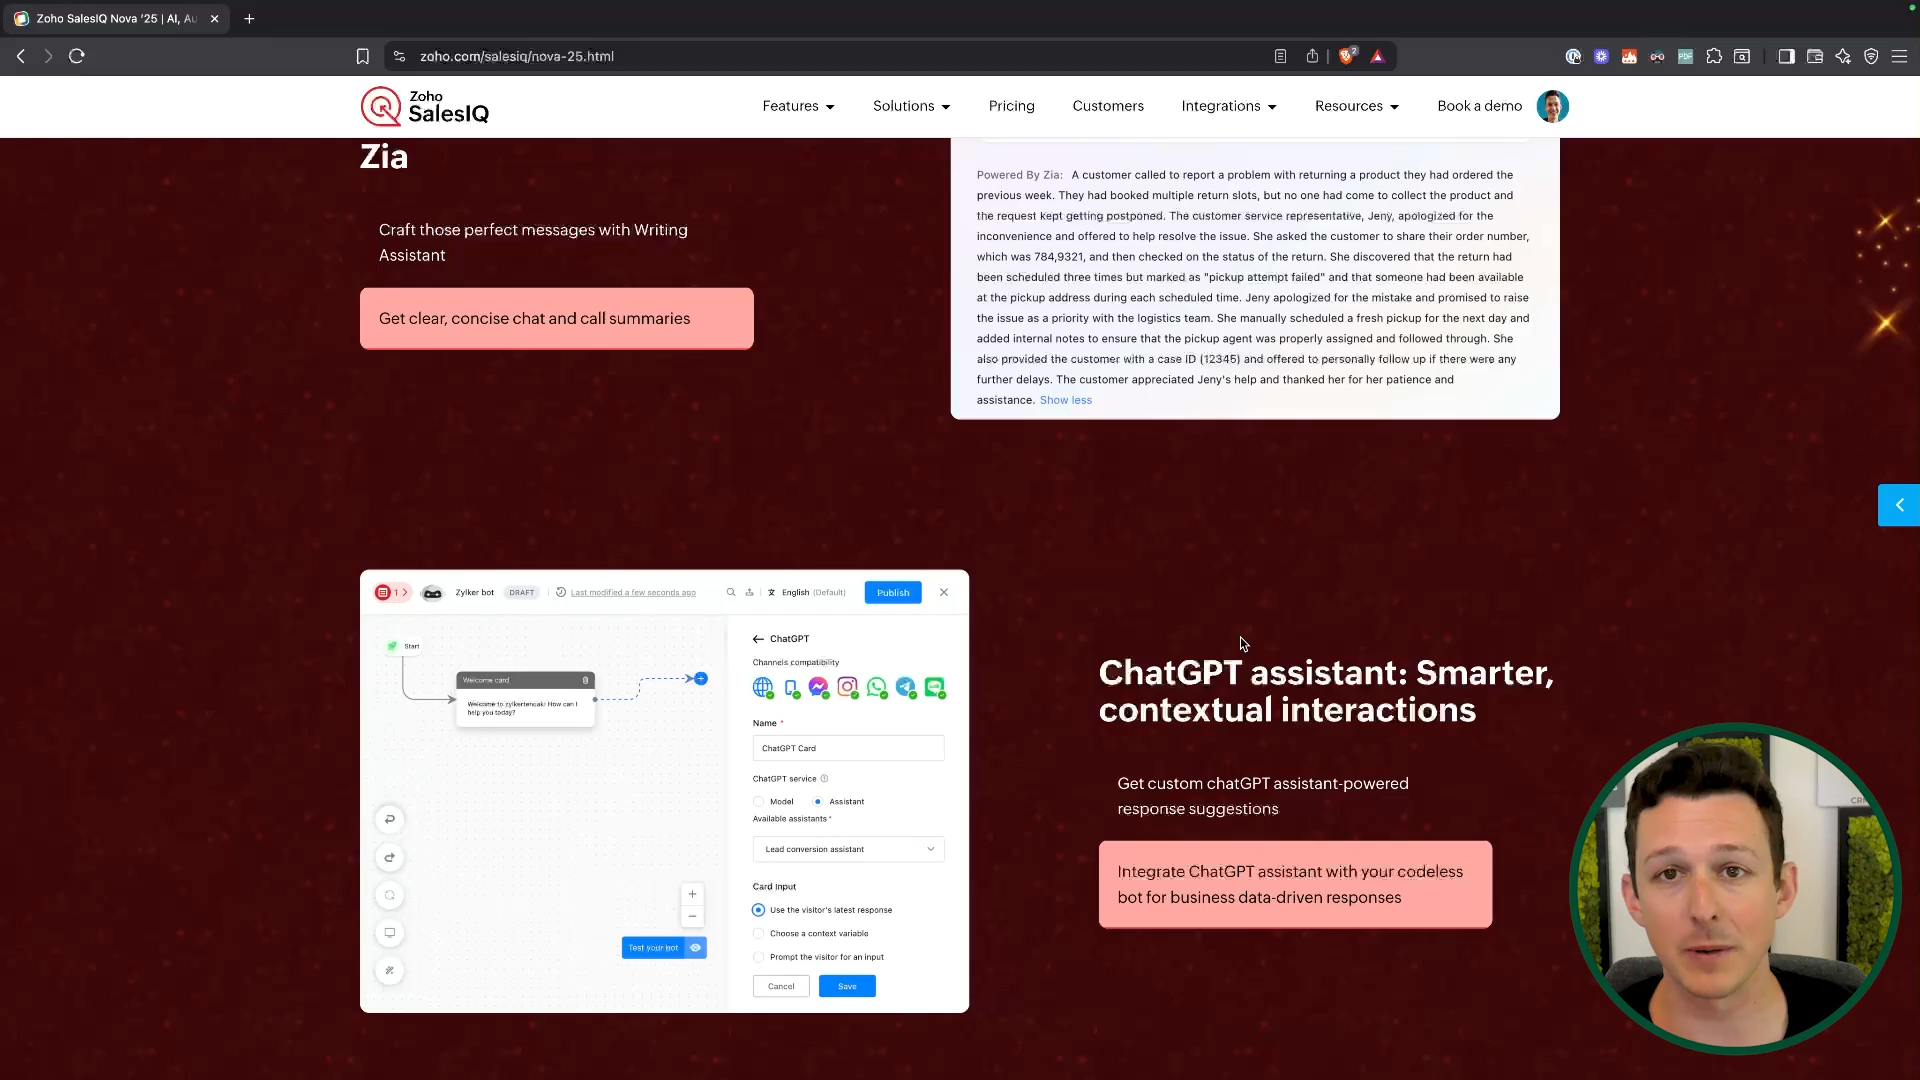 Zoho SalesIQ Nova '25 | AI, Au
zoho.com/salesiq/nova-25.html
2
PDF
Zoho
SalesIQ
Features
Solutions
Pricing
Customers
Integrations
Resources
Book a demo
Zia
Craft those perfect messages with Writing
Assistant
Get clear, concise chat and call summaries
Powered By Zia: A customer called to report a problem with returning a product they had ordered the
previous week. They had booked multiple return slots, but no one had come to collect the product and
the request kept getting postponed. The customer service representative, Jeny, apologized for the
inconvenience and offered to help resolve the issue. She asked the customer to share their order number,
which was 784,9321, and then checked on the status of the return. She discovered that the return had
been scheduled three times but marked as "pickup attempt failed" and that someone had been available
at the pickup address during each scheduled time. Jeny apologized for the mistake and promised to raise
the issue as a priority with the logistics team. She manually scheduled a fresh pickup for the next day and
added internal notes to ensure that the pickup agent was properly assigned and followed through. She
also provided the customer with a case ID (12345) and offered to personally follow up if there were any
further delays. The customer appreciated Jeny's help and thanked her for her patience and
assistance. Show less
1
Zylker bot
DRAFT
Last modified a few seconds ago
English (Default)
Publish
Start
Welcome card
Welcome to zylkertenak! How can I
help you today?
Test your bot
ChatGPT
Channels compatibility
Name *
ChatGPT Card
ChatGPT service
Model
Assistant
Available assistants *
Lead conversion assistant
Card Input
Use the visitor's latest response
Choose a context variable
Prompt the visitor for an input
Cancel
Save
ChatGPT assistant: Smarter,
contextual interactions
Get custom chatGPT assistant-powered
response suggestions
Integrate ChatGPT assistant with your codeless
bot for business data-driven responses